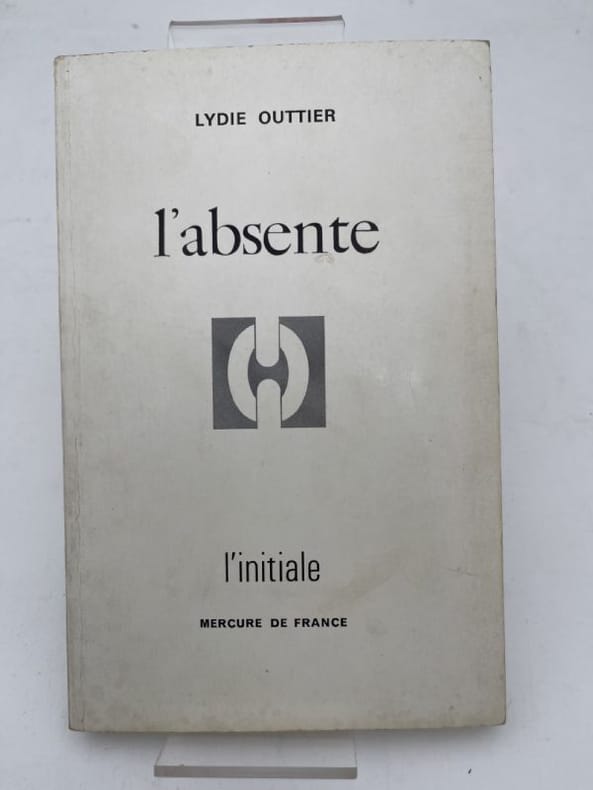 LYDIE OUTTIER
l'absente
l'initiale
MERCURE DE FRANCE